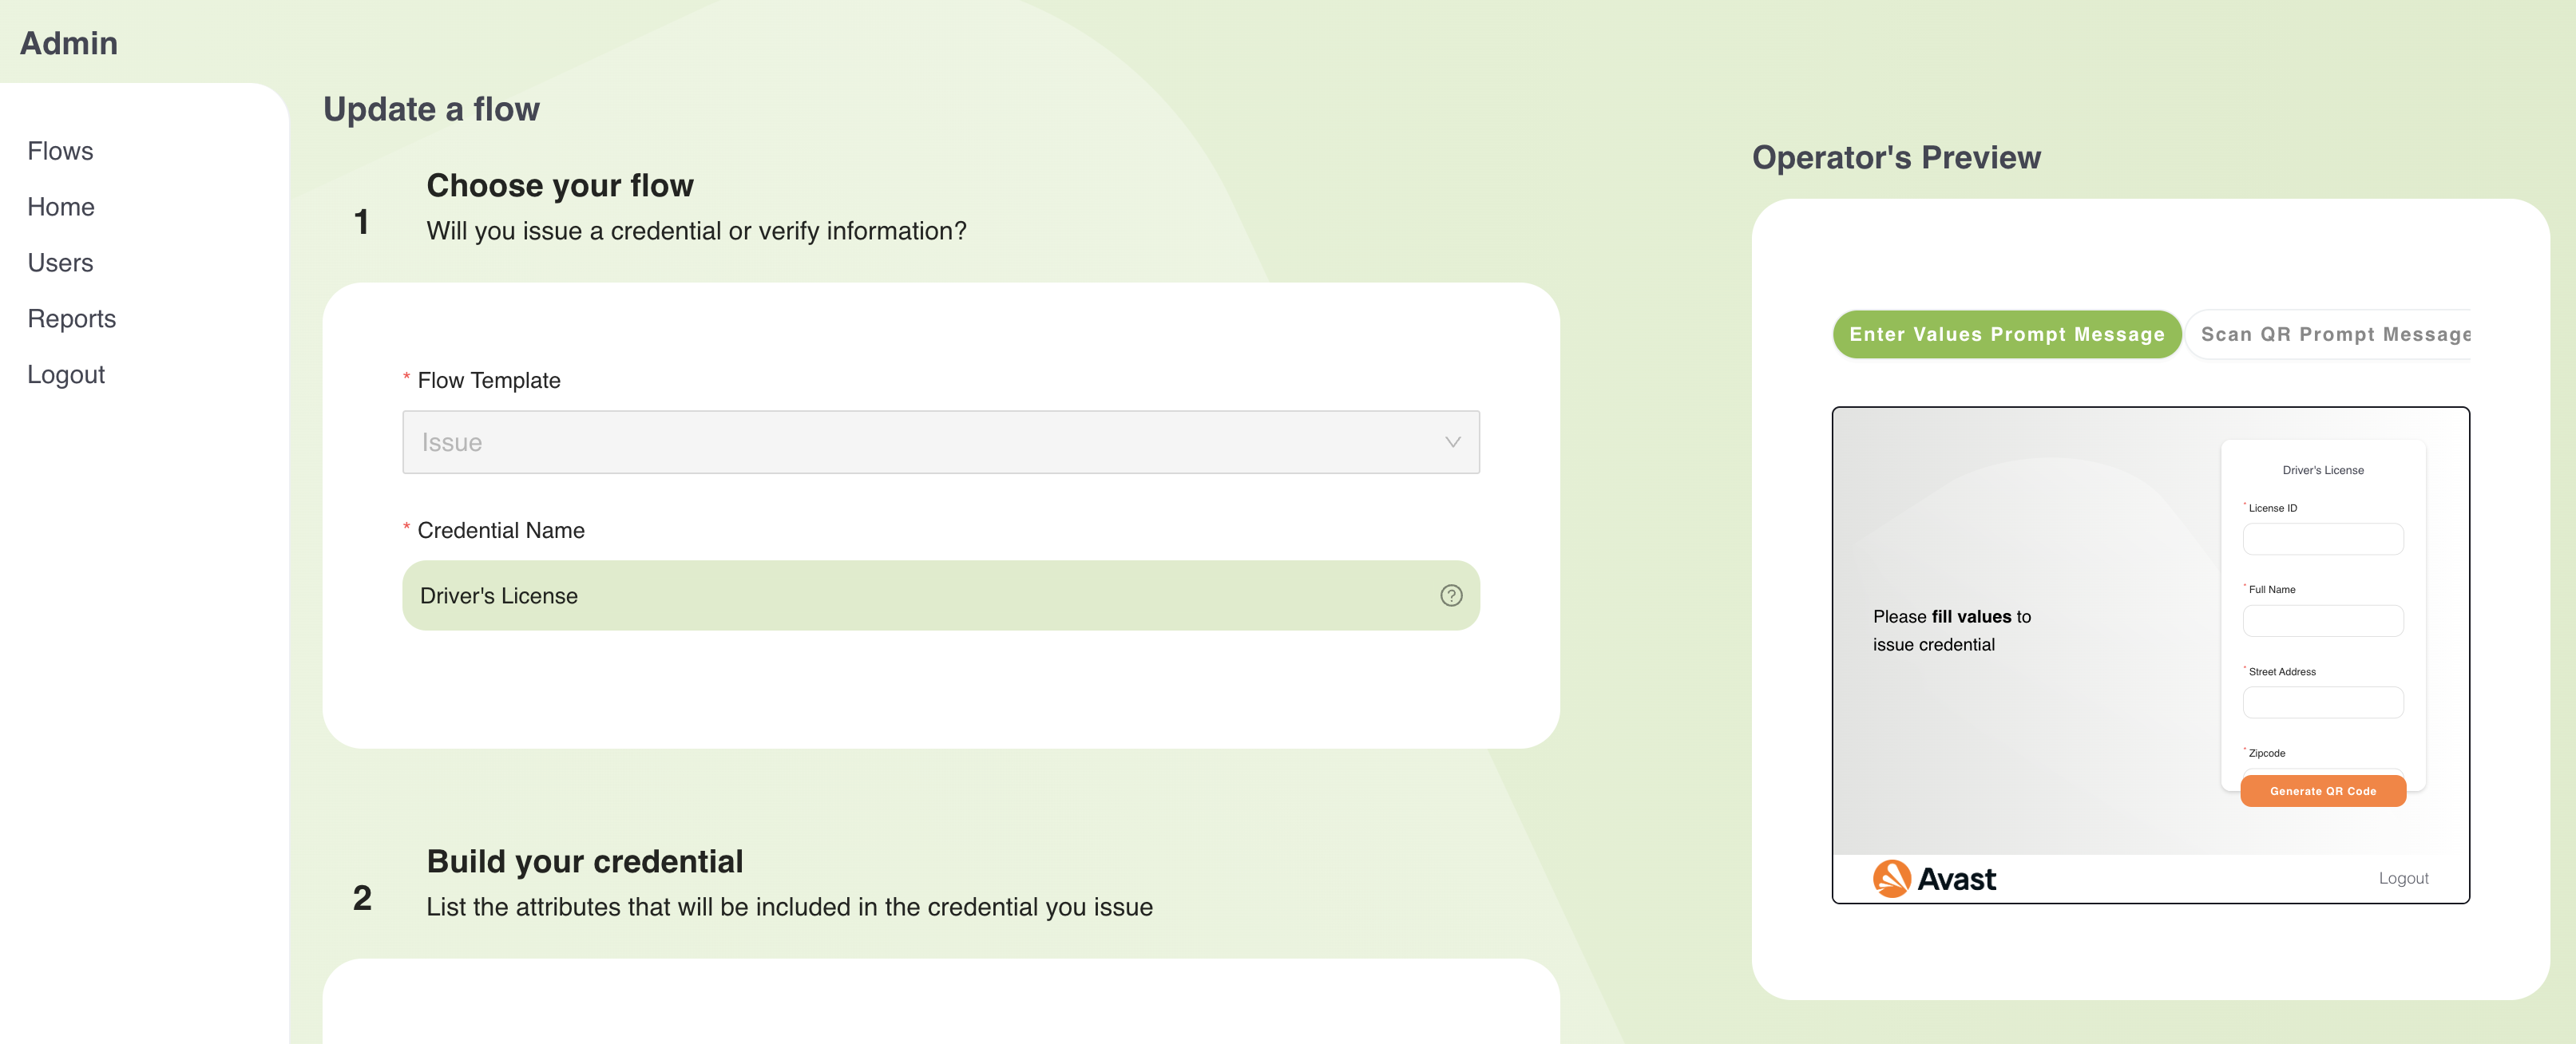 Admin
Flows
Home
Users
Reports
Logout
Update a flow
1
Choose your flow
Will you issue a credential or verify information?
* Flow Template
Issue
* Credential Name
Driver's License
?
2
Build your credential
List the attributes that will be included in the credential you issue
Operator's Preview
Enter Values Prompt Message
Scan QR Prompt Message
Please fill values to
issue credential
Driver's License
* License ID
* Full Name
* Street Address
* Zipcode
Generate QR Code
Avast
Logout